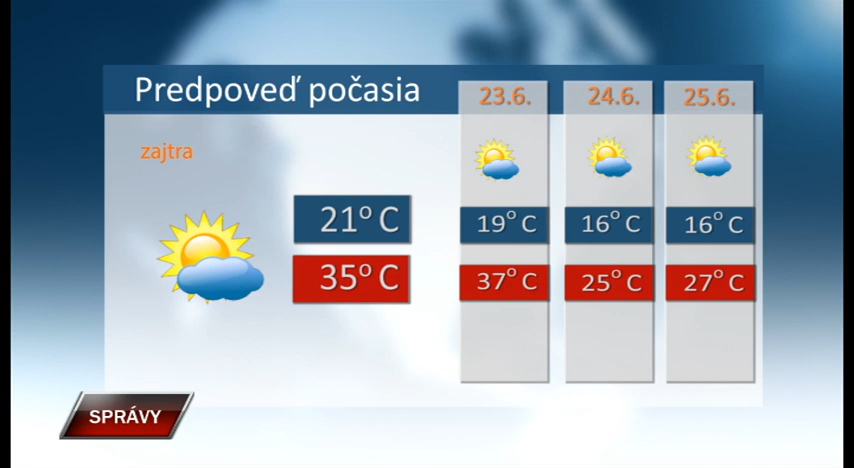 Predpoveď počasia
23.6. 24.6. 25.6.
zajtra
21° C
35° C
19° C 16° C 16° C
37° C 25° C 27° C
SPRÁVY